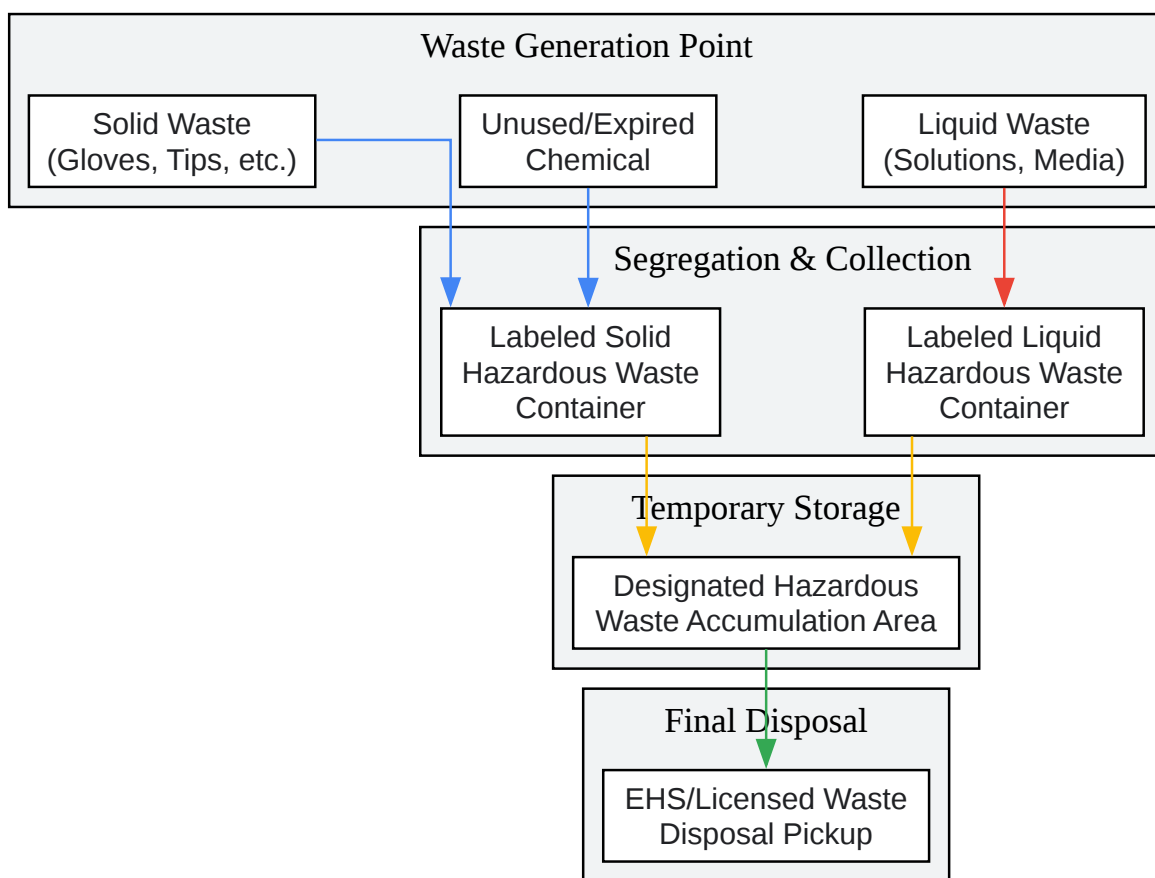 Waste Generation Point
Solid Waste
(Gloves, Tips, etc.)
Unused/Expired
Chemical
Liquid Waste
(Solutions, Media)
Segregation & Collection
Labeled Solid
Hazardous Waste
Container
Labeled Liquid
Hazardous Waste
Container
Temporary Storage
Designated Hazardous
Waste Accumulation Area
Final Disposal
EHS/Licensed Waste
Disposal Pickup